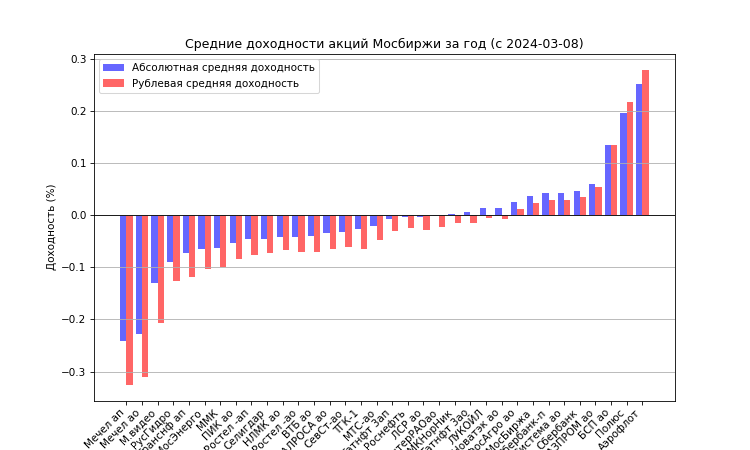 Средние доходности акций Мосбиржи за год (с 2024-03-08)
Абсолютная средняя доходность
Рублевая средняя доходность
Доходность (%)
0.3
0.2
0.1
0.0
−0.1
−0.2
−0.3
Мечел ап
Мечел ао
М.видео
РусГидро
ММК
ПИК ао
Селигдар
НЛМК ао
ВТБ ао
АЛРОСА ао
СевСт-ао
ТГК-1
МТС-ао
Роснефть
ЛСР ао
ЛУКОЙЛ
МосБиржа
Сбербанк
БСП ао
Полюс
Аэрофлот